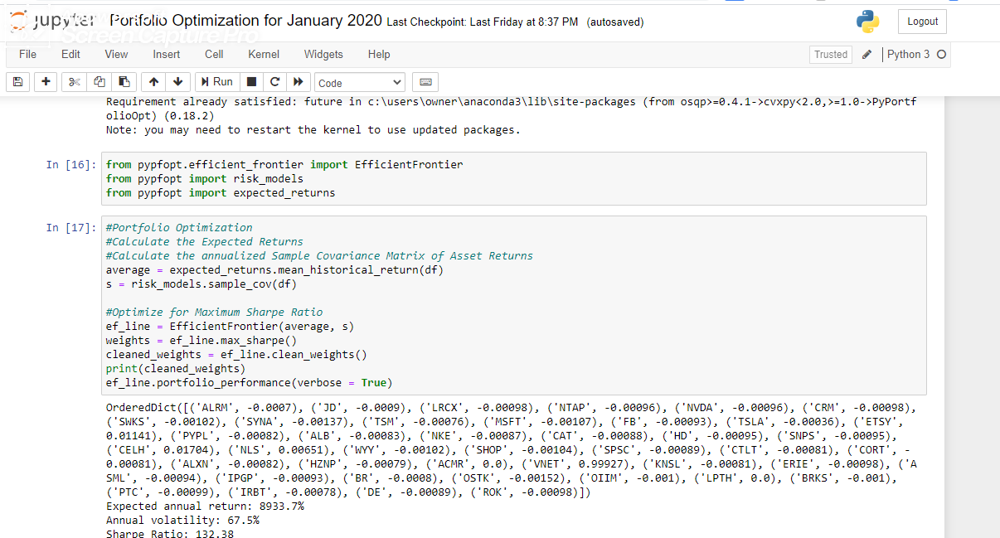 jupyter Portfolio Optimization for January 2020 Last Checkpoint: Last Friday at 8:37 PM (autosaved) Logout
Screen Capture Pro
File Edit View Insert Cell Kernel Widgets Help Trusted Python 3
Run Code
Requirement already satisfied: future in c:\users\owner\anaconda3\lib\site-packages (from osqp>=0.4.1->cvxpy<2.0,>=1.0->PyPortf
olioOpt) (0.18.2)
Note: you may need to restart the kernel to use updated packages.
In [16]: from pypfopt.efficient_frontier import EfficientFrontier
from pypfopt import risk_models
from pypfopt import expected_returns
In [17]: #Portfolio Optimization
#Calculate the Expected Returns
#Calculate the annualized Sample Covariance Matrix of Asset Returns
average = expected_returns.mean_historical_return(df)
s = risk_models.sample_cov(df)
#Optimize for Maximum Sharpe Ratio
ef_line = EfficientFrontier(average, s)
weights = ef_line.max_sharpe()
cleaned_weights = ef_line.clean_weights()
print(cleaned_weights)
ef_line.portfolio_performance(verbose = True)
OrderedDict([('ALRM', -0.0007), ('JD', -0.0009), ('LRCX', -0.00098), ('NTAP', -0.00096), ('NVDA', -0.00096), ('CRM', -0.00098),
('SWKS', -0.00102), ('SYNA', -0.00137), ('TSM', -0.00076), ('MSFT', -0.00107), ('FB', -0.00093), ('TSLA', -0.00036), ('ETSY',
0.01141), ('PYPL', -0.00082), ('ALB', -0.00083), ('NKE', -0.00087), ('CAT', -0.00088), ('HD', -0.00095), ('SNPS', -0.00095),
('CELH', 0.01704), ('NLS', 0.00651), ('WYY', -0.00102), ('SHOP', -0.00104), ('SPSC', -0.00089), ('CTLT', -0.00081), ('CORT', -
0.00081), ('ALXN', -0.00082), ('HZNP', -0.00079), ('ACMR', 0.0), ('VNET', 0.99927), ('KNSL', -0.00081), ('ERIE', -0.00098), ('A
SML', -0.00094), ('IPGP', -0.00093), ('BR', -0.0008), ('OSTK', -0.00152), ('OIIM', -0.001), ('LPTH', 0.0), ('BRKS', -0.001),
('PTC', -0.00099), ('IRBT', -0.00078), ('DE', -0.00089), ('ROK', -0.00098)])
Expected annual return: 8933.7%
Annual volatility: 67.5%
Sharpe Ratio: 132.38